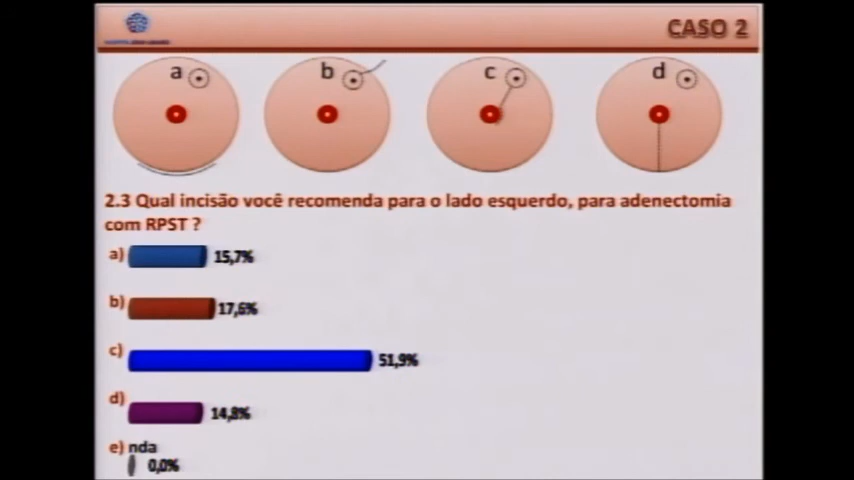 CASO 2
a
b
c
d
2.3 Qual incisão você recomenda para o lado esquerdo, para adenectomia
com RPST ?
a) 15,7%
b) 17,6%
c) 51,9%
d) 14,8%
e) nda
0,0%